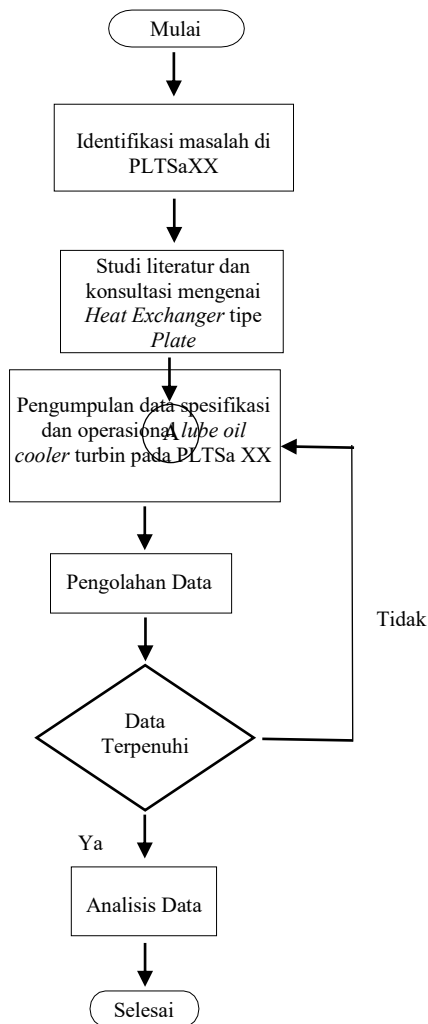 Mulai
Identifikasi masalah di
PLTSaXX
Studi literatur dan
konsultasi mengenai
Heat Exchanger tipe
Plate
Pengumpulan data spesifikasi
dan operasional lube oil
A
cooler turbin pada PLTSa XX
Pengolahan Data
Tidak
Data
Terpenuhi
Ya
Analisis Data
Selesai